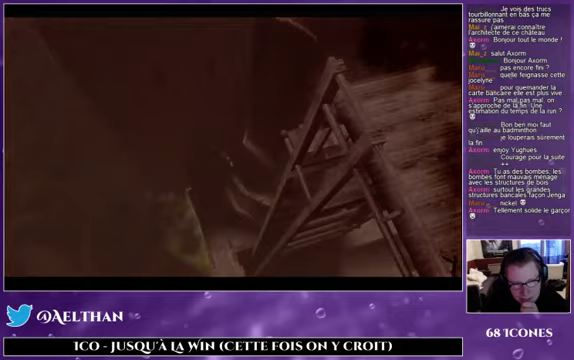 Je vois des trucs
tourbillonnant en bas ça me
rassure pas
Mai_z j'aimerai connaître
l'architecte de ce château
Axorm Bonjour tout le monde !
Mai_z salut Axorm
Bonjour Axorm
pas encore fini ?
quelle feignasse cette
jocelyne
pour quemander la
carte bancaire elle est plus vive
Axorm Pas mal pas mal, on
s'approche de la fin. Une
estimation du temps de la run ?
Bon ben moi faut
qu'j'aille au badminthon
je louperais sûrement
la fin
Axorm enjoy Yughues
Courage pour la suite
++
Axorm Tu as des bombes, les
bombes font mauvais ménage
avec les structures de bois
Axorm surtout les grandes
structures bancales façon Jenga
nickel
Axorm Tellement solide le garçon
@Aelthan
68 Icones
ICO - JUSQU'À LA WIN (CETTE FOIS ON Y CROIT)